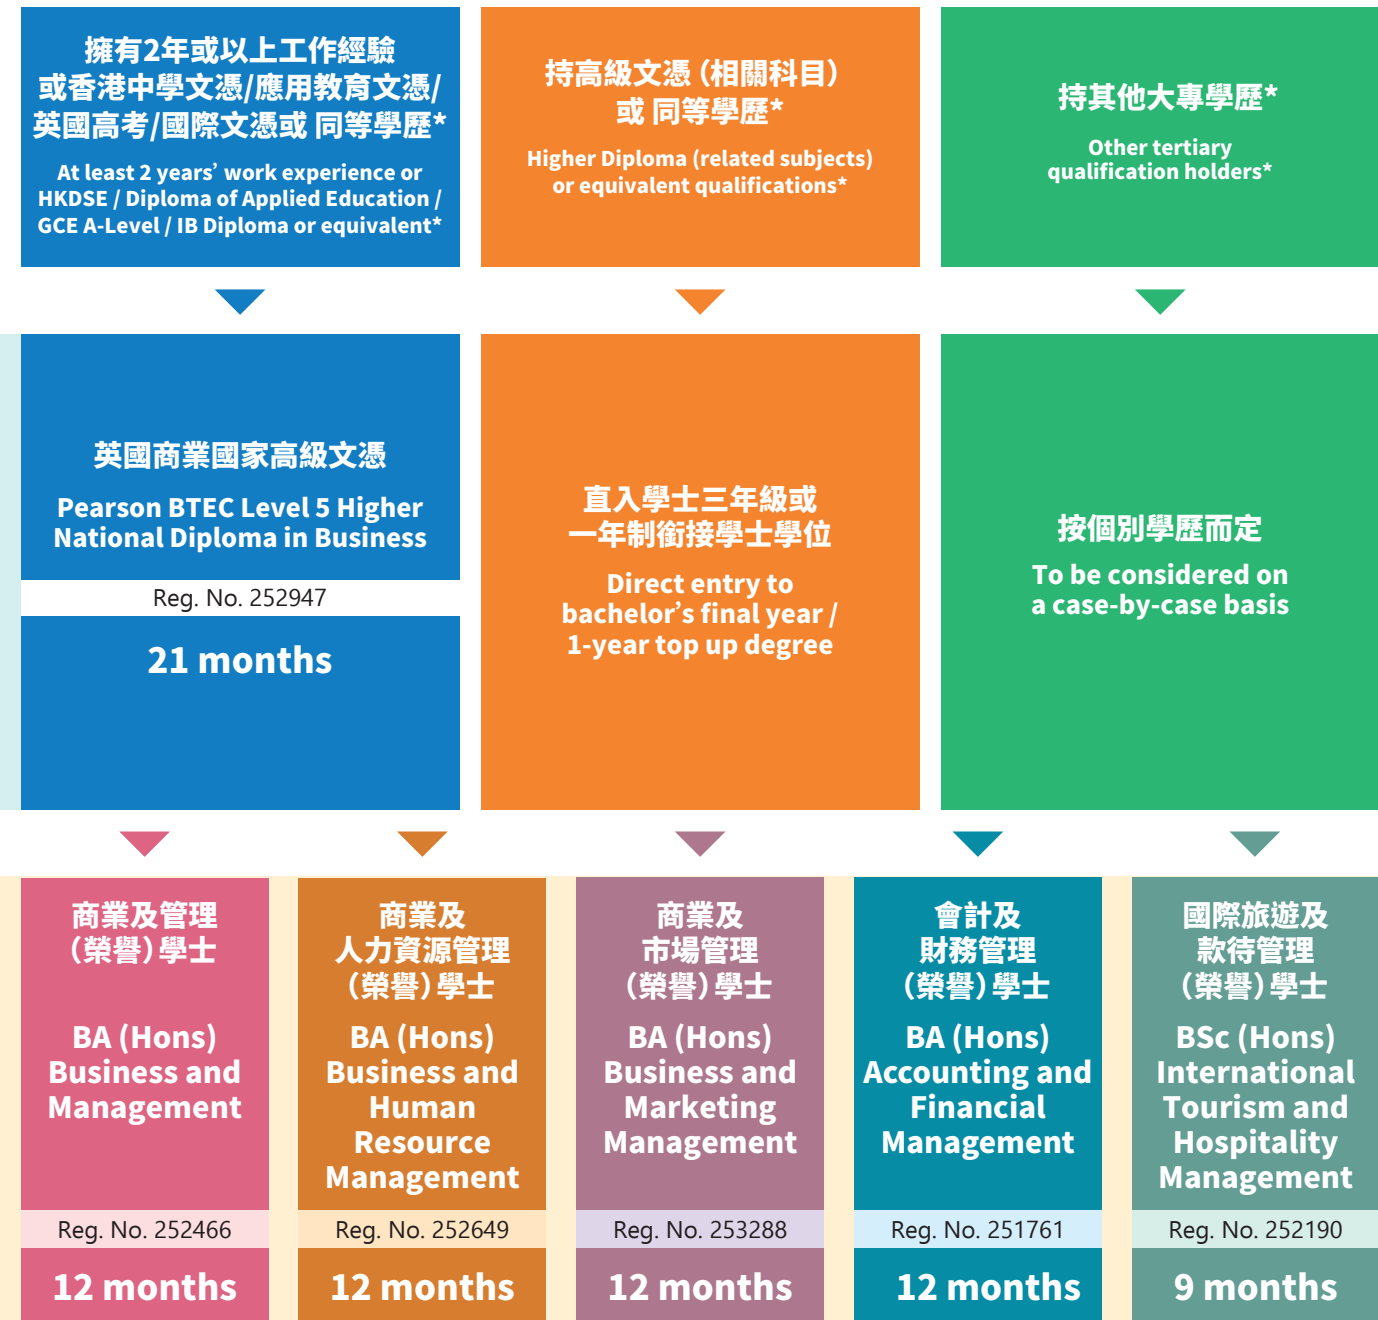 擁有2年或以上工作經驗
或香港中學文憑/應用教育文憑/
英國高考/國際文憑或 同等學歷*
At least 2 years’ work experience or
HKDSE / Diploma of Applied Education /
GCE A-Level / IB Diploma or equivalent*
持高級文憑（相關科目）
或 同等學歷*
Higher Diploma (related subjects)
or equivalent qualifications*
持其他大專學歷*
Other tertiary
qualification holders*
英國商業國家高級文憑
Pearson BTEC Level 5 Higher
National Diploma in Business
Reg. No. 252947
21 months
直入學士三年級或
一年制銜接學士學位
Direct entry to
bachelor’s final year /
1-year top up degree
按個別學歷而定
To be considered on
a case-by-case basis
商業及管理
（榮譽）學士
BA (Hons)
Business and
Management
Reg. No. 252466
12 months
商業及
人力資源管理
（榮譽）學士
BA (Hons)
Business and
Human
Resource
Management
Reg. No. 252649
12 months
商業及
市場管理
（榮譽）學士
BA (Hons)
Business and
Marketing
Management
Reg. No. 253288
12 months
會計及
財務管理
（榮譽）學士
BA (Hons)
Accounting and
Financial
Management
Reg. No. 251761
12 months
國際旅遊及
款待管理
（榮譽）學士
BSc (Hons)
International
Tourism and
Hospitality
Management
Reg. No. 252190
9 months